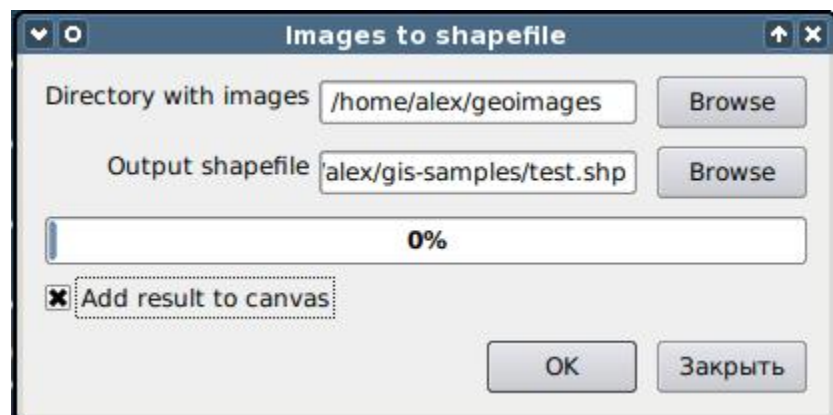 Images to shapefile
Directory with images /home/alex/geoimages Browse
Output shapefile /alex/gis-samples/test.shp Browse
0%
Add result to canvas
OK Закрыть